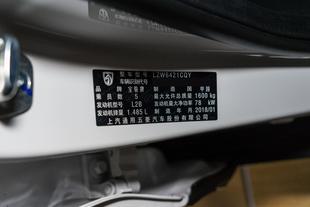 整车型号 LZW6421CQY
车辆识别代号
品牌 宝骏牌 制造国 中国
乘员数 5 最大允许总质量 1600 kg
发动机型号 L2B 发动机最大净功率 78 kW
发动机排量 1.485 L 制造年月 2018/01
上汽通用五菱汽车股份有限公司